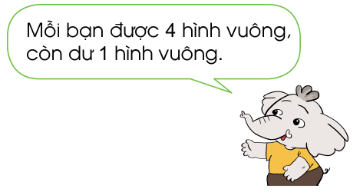 Mỗi bạn được 4 hình vuông,
còn dư 1 hình vuông.